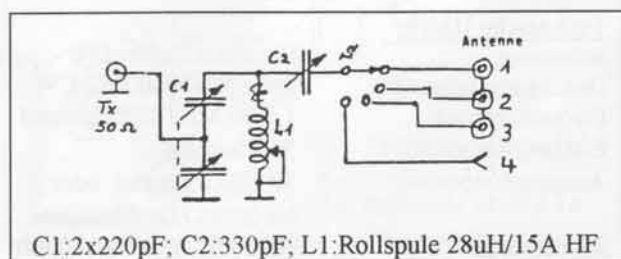 Antenne
C2
S
1
C1
2
Tx
50 Ω
L1
3
4
C1:2x220pF; C2:330pF; L1:Rollspule 28uH/15A HF